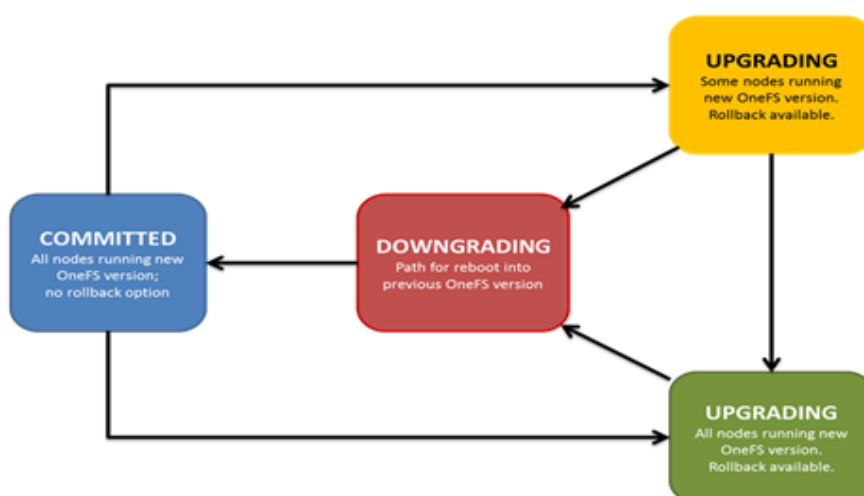 UPGRADING
Some nodes running
new OneFS version.
Rollback available.
COMMITTED
All nodes running new
OneFS version;
no rollback option
DOWNGRADING
Path for reboot into
previous OneFS version
UPGRADING
All nodes running new
OneFS version.
Rollback available.